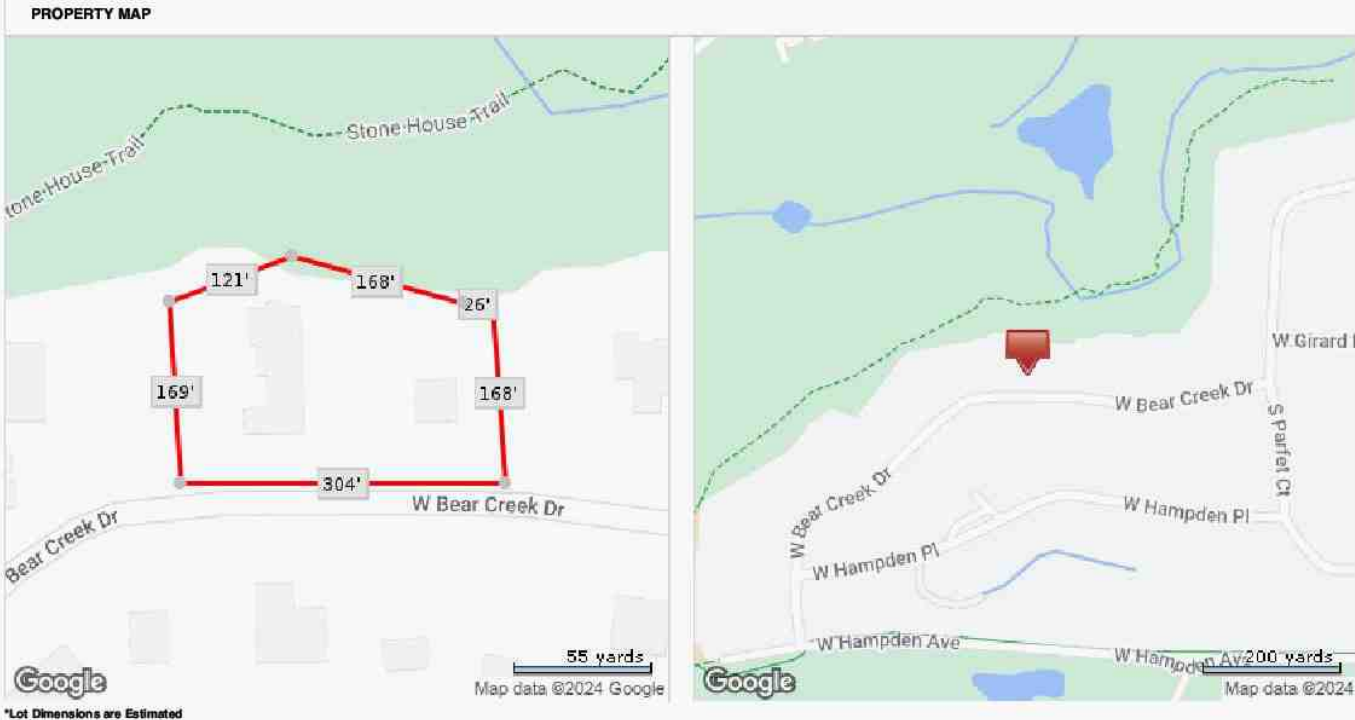 PROPERTY MAP
Stone House Trail
tone House Trail
121'
168'
26'
169'
168'
304'
W Bear Creek Dr
Bear Creek Dr
55 yards
Google
Map data ©2024 Google
W Girard
W Bear Creek Dr
S Parfet Ct
W Bear Creek Dr
W Hampden Pl
W Hampden Pl
W Hampden Ave
W Hampden Ave
200 yards
Google
Map data ©2024
*Lot Dimensions are Estimated